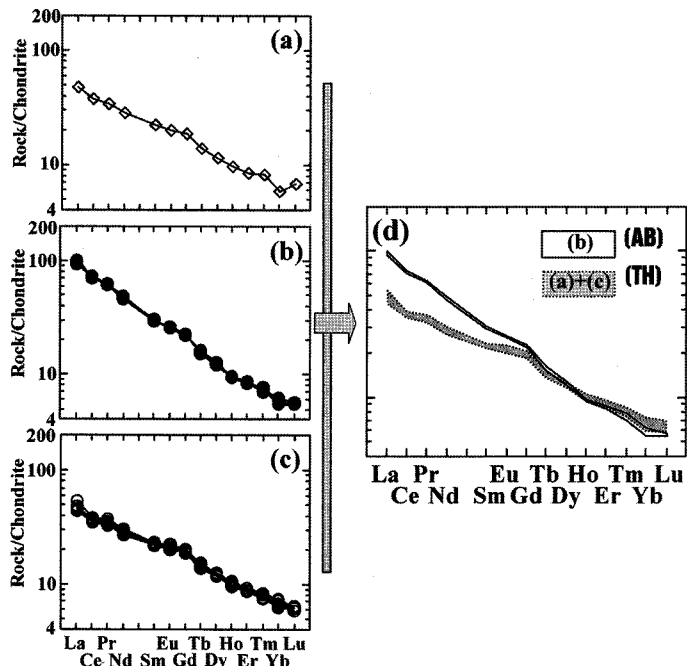 200
(a)
100
Rock/Chondrite
10
4
200
(b)
100
Rock/Chondrite
10
4
200
(c)
100
Rock/Chondrite
10
4
La Pr Eu Tb Ho Tm Lu
Ce Nd Sm Gd Dy Er Yb
(d)
(b) (AB)
(a)+(c) (TH)
La Pr Eu Tb Ho Tm Lu
Ce Nd Sm Gd Dy Er Yb